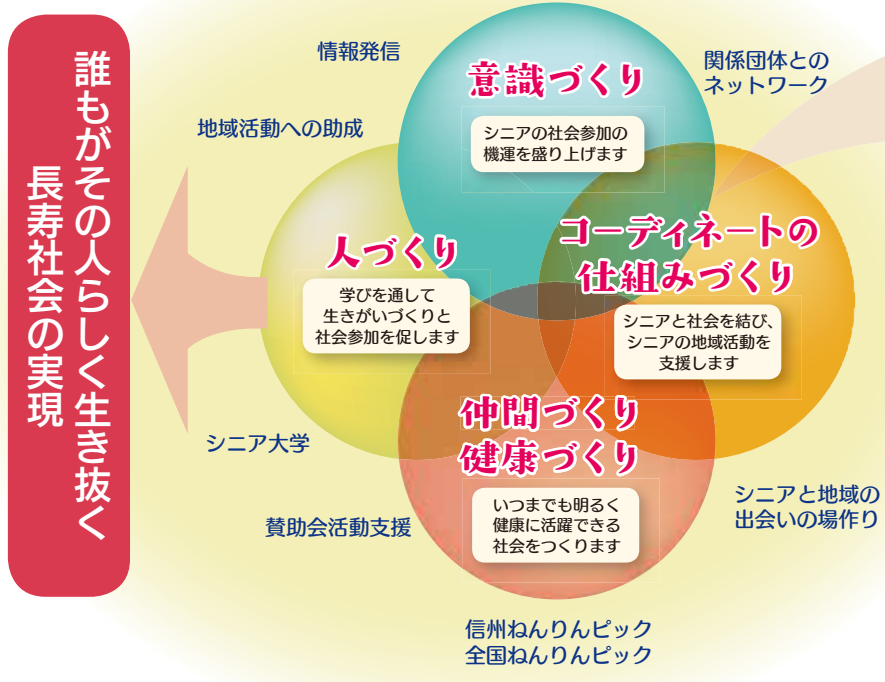 誰もがその人らしく生き抜く
長寿社会の実現
情報発信
地域活動への助成
関係団体との
ネットワーク
意識づくり
シニアの社会参加の
機運を盛り上げます
人づくり
学びを通して
生きがいづくりと
社会参加を促します
コーディネートの
仕組みづくり
シニアと社会を結び、
シニアの地域活動を
支援します
仲間づくり
健康づくり
いつまでも明るく
健康に活躍できる
社会をつくります
シニア大学
賛助会活動支援
シニアと地域の
出会いの場作り
信州ねんりんピック
全国ねんりんピック